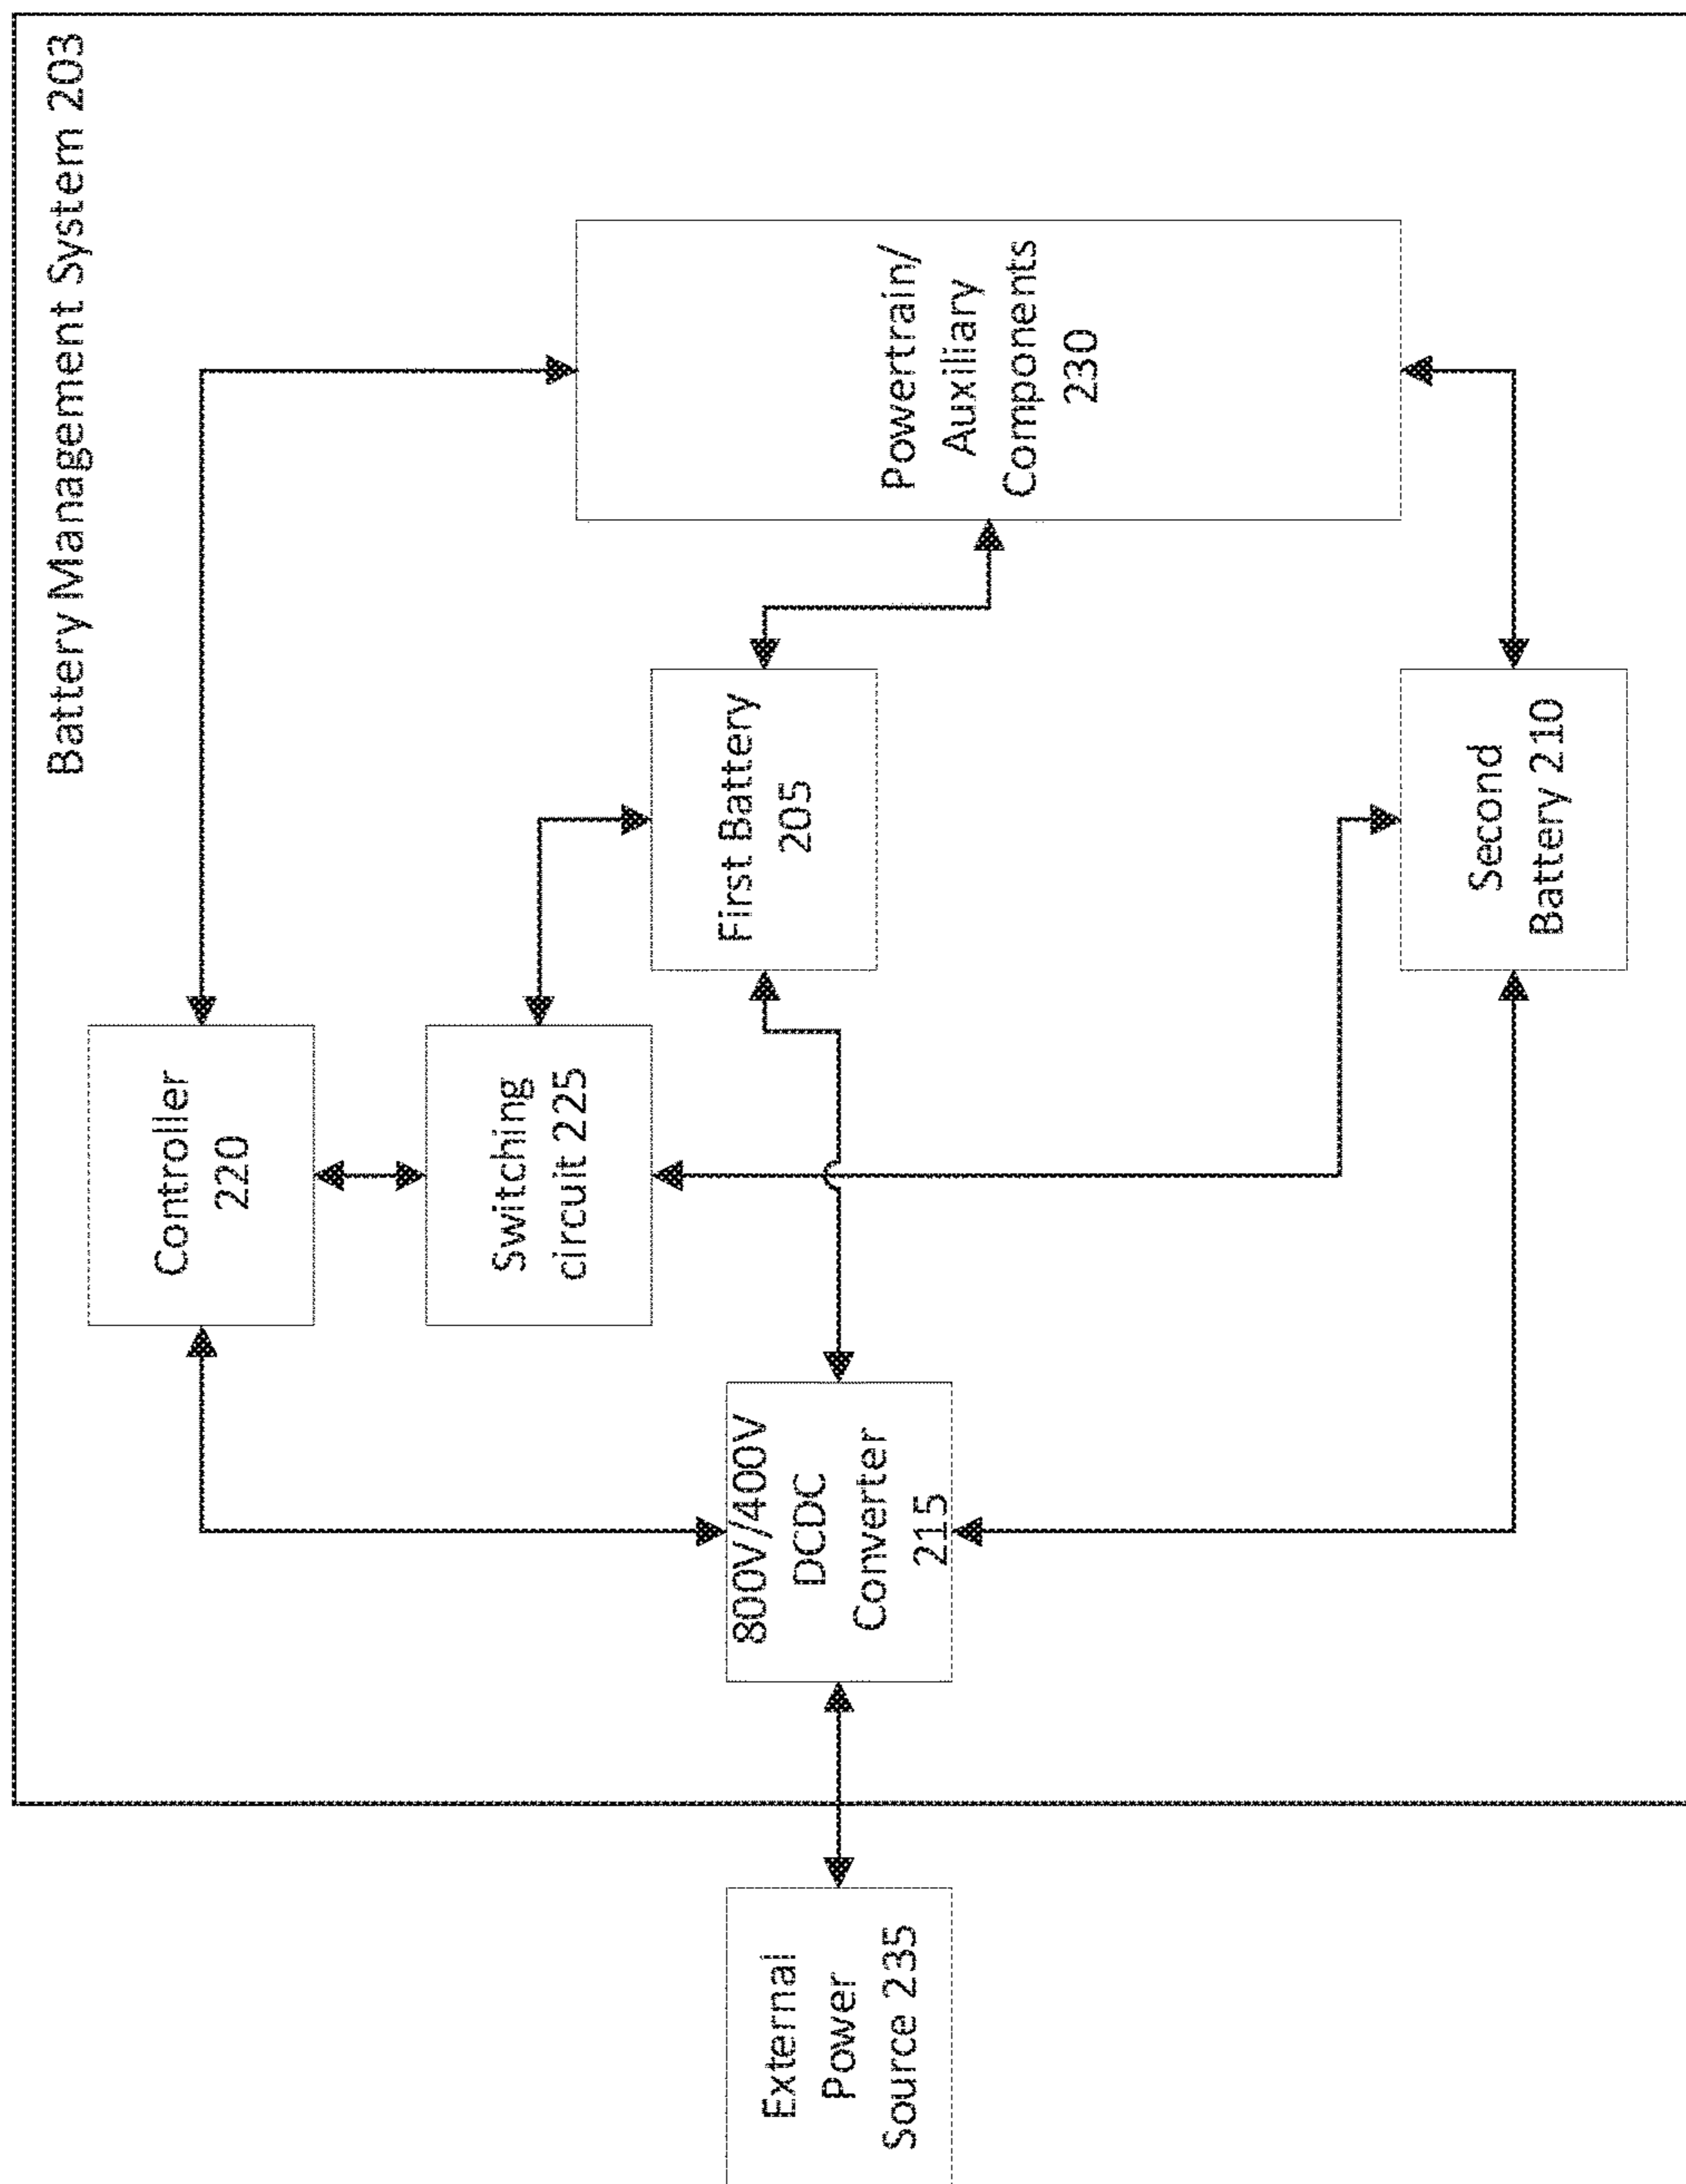 Battery Management System 203
Controller
220
Switching
circuit 225
First Battery
205
Powertrain/
Auxiliary
Components
230
800V/400V
DCDC
Converter
215
External
Power
Source 235
Second
Battery 210